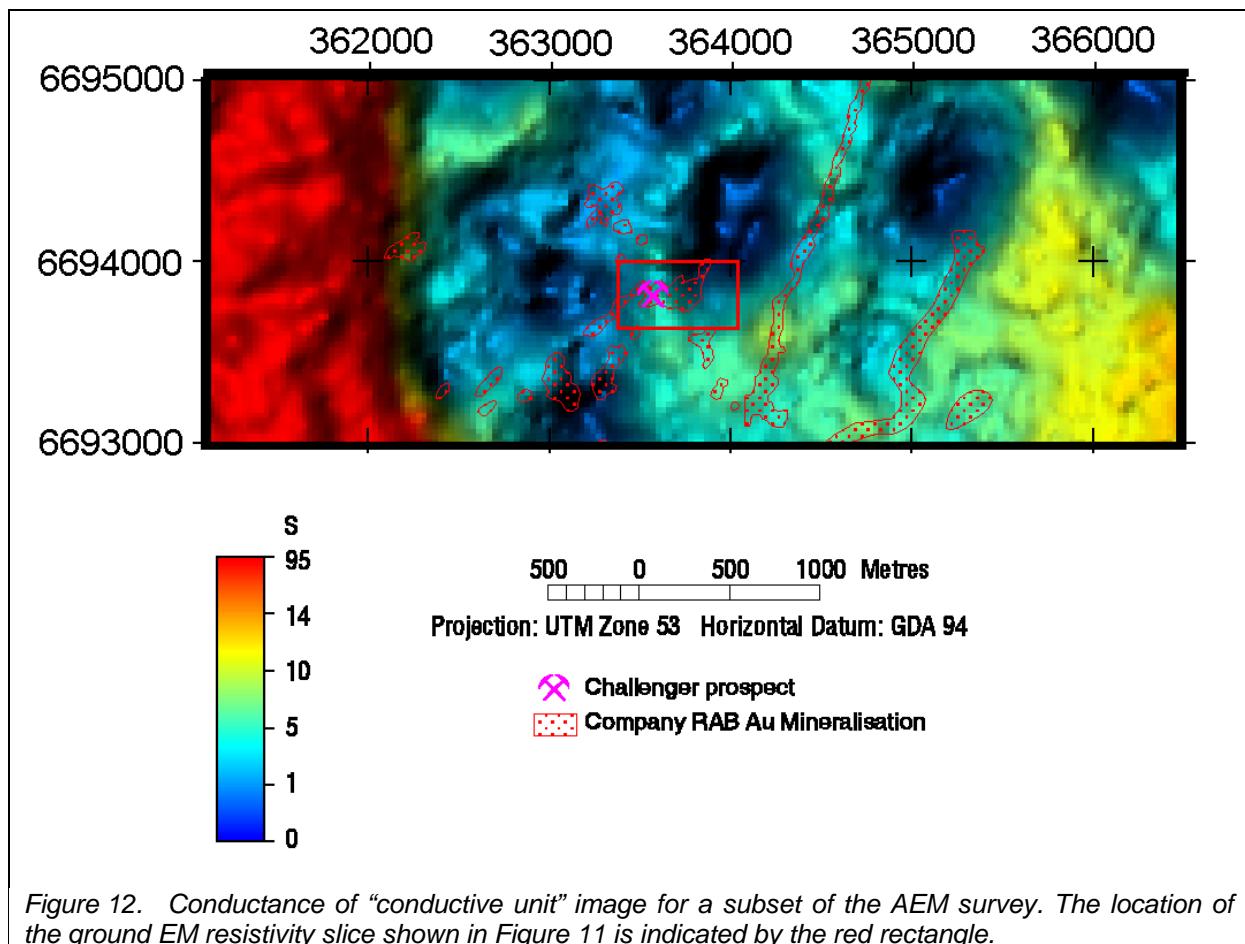 362000 363000 364000 365000 366000
6695000
6694000
6693000
S
95
14
10
5
1
0
500 0 500 1000 Metres
Projection: UTM Zone 53 Horizontal Datum: GDA 94
Challenger prospect
Company RAB Au Mineralisation
Figure 12. Conductance of “conductive unit” image for a subset of the AEM survey. The location of
the ground EM resistivity slice shown in Figure 11 is indicated by the red rectangle.